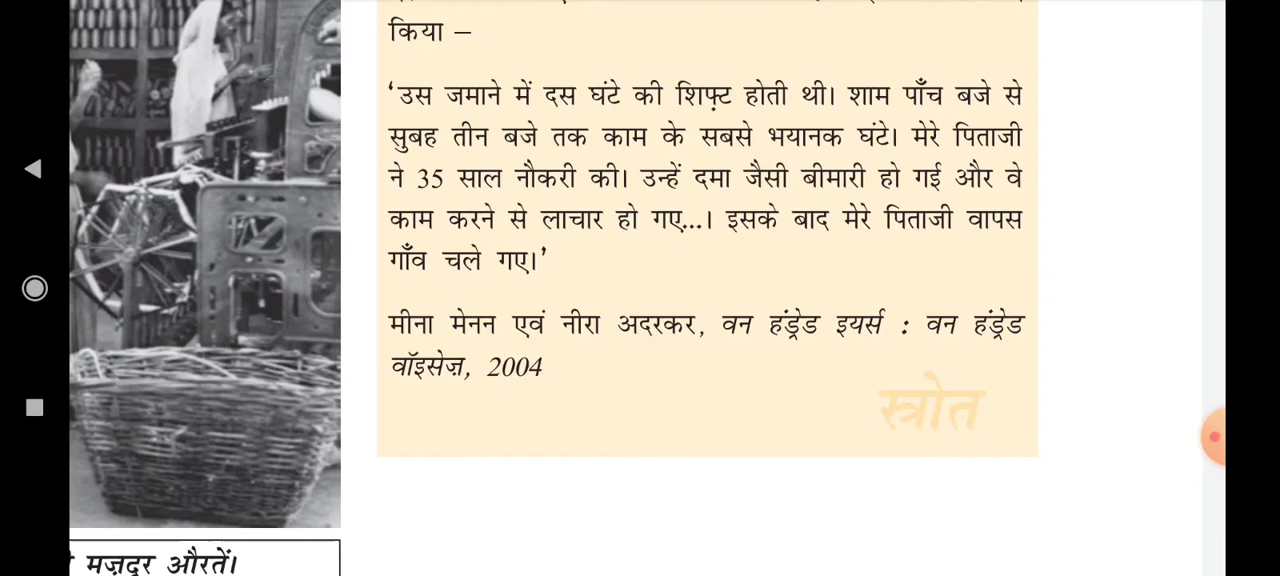 किया –
‘उस जमाने में दस घंटे की शिफ़्ट होती थी। शाम पाँच बजे से
सुबह तीन बजे तक काम के सबसे भयानक घंटे। मेरे पिताजी
ने 35 साल नौकरी की। उन्हें दमा जैसी बीमारी हो गई और वे
काम करने से लाचार हो गए...। इसके बाद मेरे पिताजी वापस
गाँव चले गए।’
मीना मेनन एवं नीरा अदरकर, वन हंड्रेड इयर्स : वन हंड्रेड
वॉइसेज़, 2004
स्त्रोत
मज़दूर औरतें।